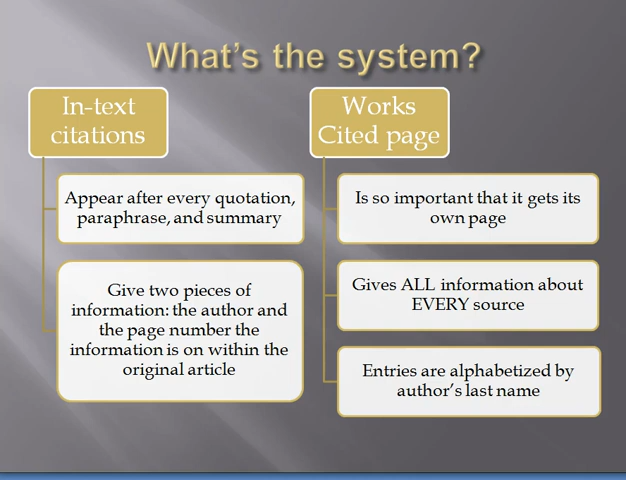 What's the system?
In-text
citations
Appear after every quotation,
paraphrase, and summary
Give two pieces of
information: the author and
the page number the
information is on within the
original article
Works
Cited page
Is so important that it gets its
own page
Gives ALL information about
EVERY source
Entries are alphabetized by
author's last name